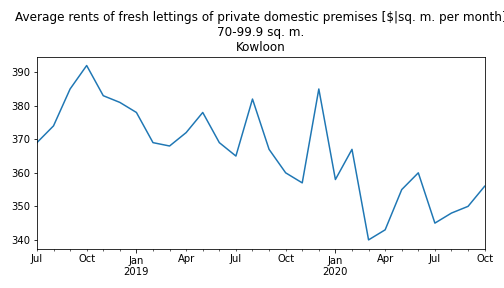 Average rents of fresh lettings of private domestic premises [$|sq. m. per month]
70-99.9 sq. m.
Kowloon
390
380
370
360
350
340
Jul Oct Jan Apr Jul Oct Jan Apr Jul Oct
2019 2020